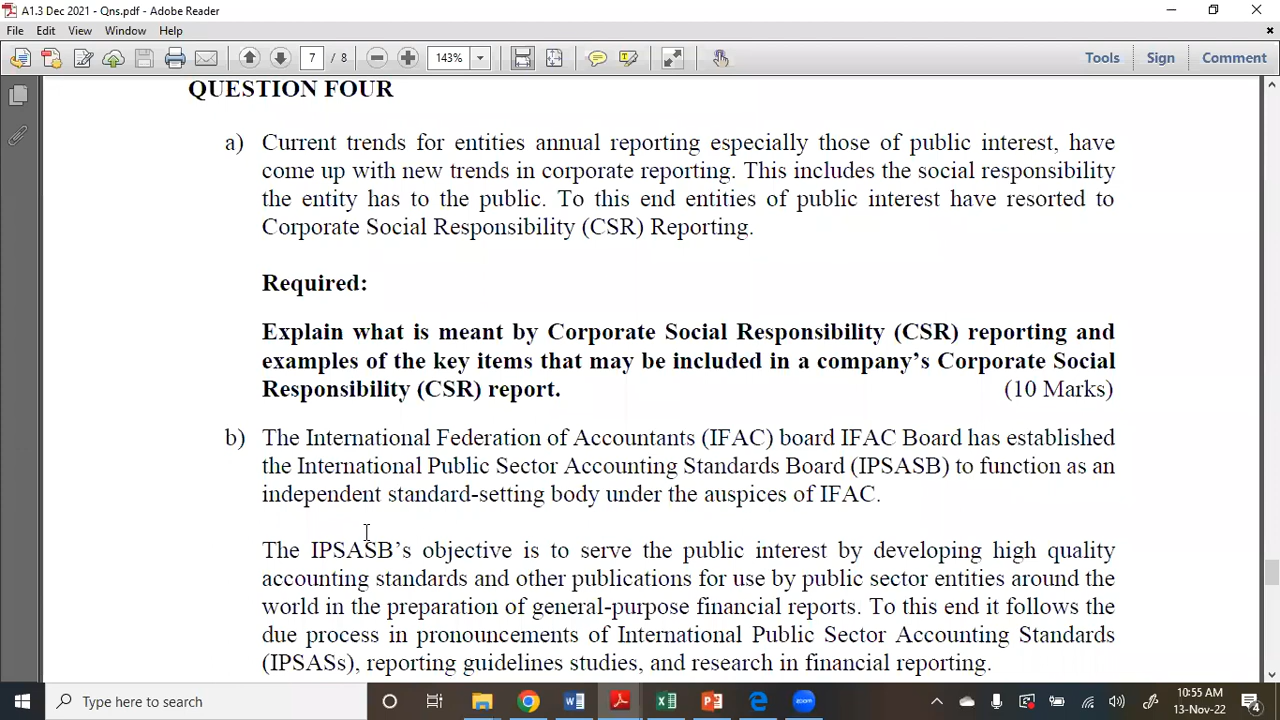 A1.3 Dec 2021 - Qns.pdf - Adobe Reader
File Edit View Window Help
7 / 8 143% Tools Sign Comment
QUESTION FOUR
a) Current trends for entities annual reporting especially those of public interest, have
come up with new trends in corporate reporting. This includes the social responsibility
the entity has to the public. To this end entities of public interest have resorted to
Corporate Social Responsibility (CSR) Reporting.
Required:
Explain what is meant by Corporate Social Responsibility (CSR) reporting and
examples of the key items that may be included in a company's Corporate Social
Responsibility (CSR) report. (10 Marks)
b) The International Federation of Accountants (IFAC) board IFAC Board has established
the International Public Sector Accounting Standards Board (IPSASB) to function as an
independent standard-setting body under the auspices of IFAC.
The IPSASB's objective is to serve the public interest by developing high quality
accounting standards and other publications for use by public sector entities around the
world in the preparation of general-purpose financial reports. To this end it follows the
due process in pronouncements of International Public Sector Accounting Standards
(IPSASs), reporting guidelines studies, and research in financial reporting.
Type here to search
zoom
10:55 AM
13-Nov-22
4